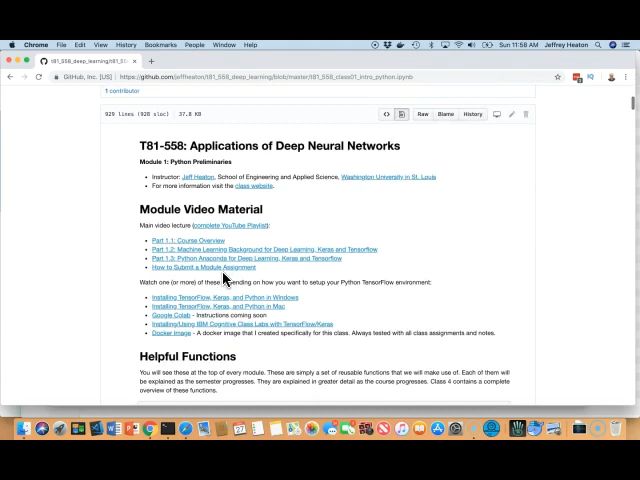 Chrome File Edit View History Bookmarks People Window Help Sun 11:58 AM Jeffrey Heaton
t81_558_deep_learning/t81_558
GitHub, Inc. [US] https://github.com/jeffheaton/t81_558_deep_learning/blob/master/t81_558_class01_intro_python.ipynb
1 contributor
929 lines (928 sloc) 37.8 KB Raw Blame History
T81-558: Applications of Deep Neural Networks
Module 1: Python Preliminaries
Instructor: Jeff Heaton, School of Engineering and Applied Science, Washington University in St. Louis
For more information visit the class website.
Module Video Material
Main video lecture (complete YouTube Playlist):
Part 1.1: Course Overview
Part 1.2: Machine Learning Background for Deep Learning, Keras and TensorFlow
Part 1.3: Python Anaconda for Deep Learning, Keras and TensorFlow
How to Submit a Module Assignment
Watch one (or more) of these depending on how you want to setup your Python TensorFlow environment:
Installing TensorFlow, Keras, and Python in Windows
Installing TensorFlow, Keras, and Python in Mac
Google Colab - Instructions coming soon
Installing/Using IBM Cognitive Class Labs with TensorFlow/Keras
Docker Image - A docker image that I created specifically for this class. Always tested with all class assignments and notes.
Helpful Functions
You will see these at the top of every module. These are simply a set of reusable functions that we will make use of. Each of them will
be explained as the semester progresses. They are explained in greater detail as the course progresses. Class 4 contains a complete
overview of these functions.
27